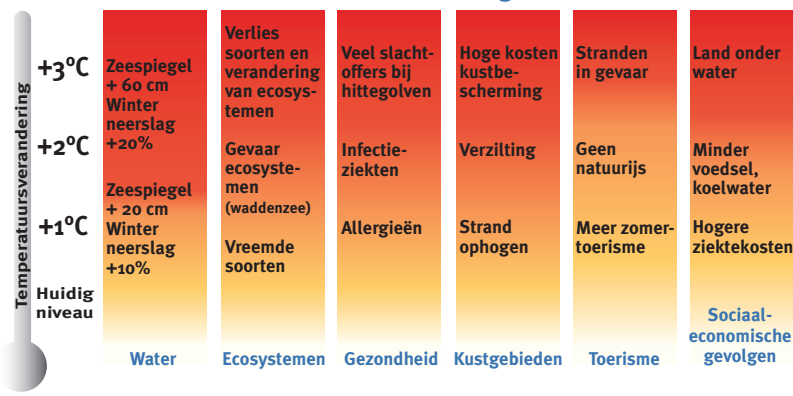 Temperatuursverandering
+3°C
+2°C
+1°C
Huidig
niveau
Zeespiegel
+ 60 cm
Winter
neerslag
+20%
Zeespiegel
+ 20 cm
Winter
neerslag
+10%
Water
Verlies
soorten en
verandering
van ecosys-
temen
Gevaar
ecosyste-
men
(waddenzee)
Vreemde
soorten
Ecosystemen
Veel slacht-
offers bij
hittegolven
Infectie-
ziekten
Allergieën
Gezondheid
Hoge kosten
kustbe-
scherming
Verzilting
Strand
ophogen
Kustgebieden
Stranden
in gevaar
Geen
natuurijs
Meer zomer-
toerisme
Toerisme
Land onder
water
Minder
voedsel,
koelwater
Hogere
ziektekosten
Sociaal-
economische
gevolgen